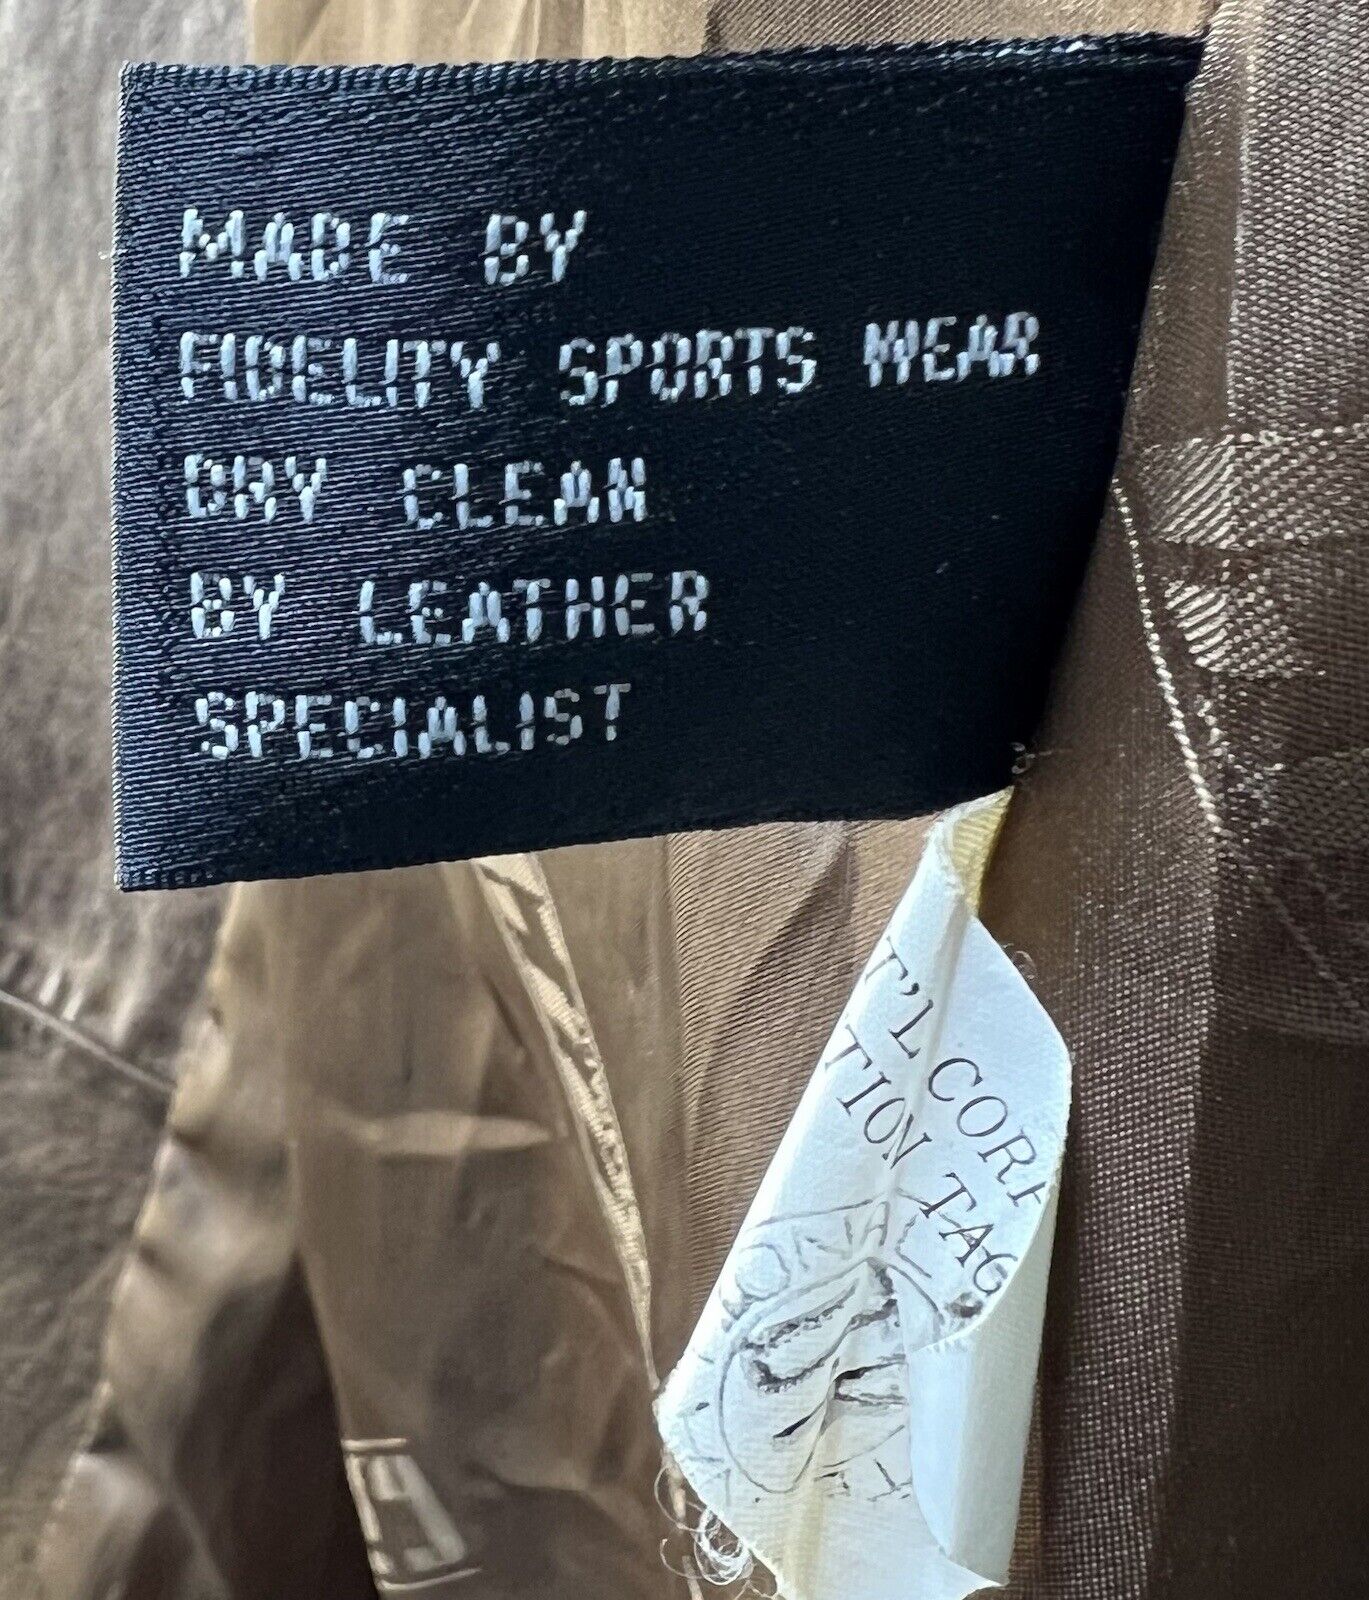 MADE BY
FIDELITY SPORTS WEAR
DRY CLEAN
BY LEATHER
SPECIALIST
T'L CORP
TION TAG